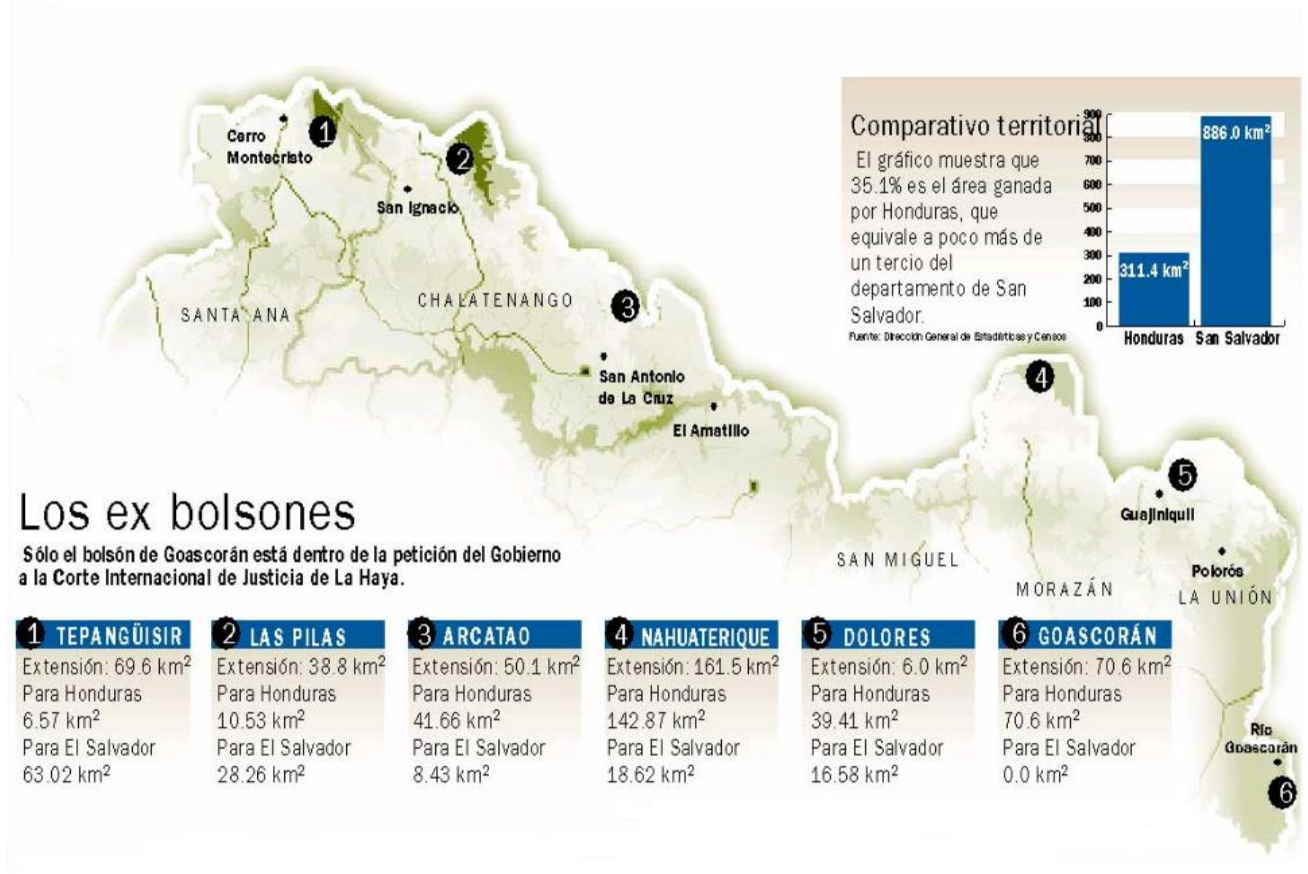 Cerro
Montecristo
1
2
San Ignacio
SANTA ANA
CHALATENANGO
3
San Antonio
de La Cruz
El Amatillo
Comparativo territorial
El gráfico muestra que
35.1% es el área ganada
por Honduras, que
equivale a poco más de
un tercio del
departamento de San
Salvador.
Fuente: Dirección General de Estadísticas y Censos
900
800
700
600
500
400
300
200
100
0
311.4 km²
886.0 km²
Honduras San Salvador
4
5
Guajiniquil
Polorós
SAN MIGUEL
MORAZÁN
LA UNIÓN
Río
Goascorán
6
Los ex bolsones
Sólo el bolsón de Goascorán está dentro de la petición del Gobierno
a la Corte Internacional de Justicia de La Haya.
1 TEPANGÜISIR
Extensión: 69.6 km²
Para Honduras
6.57 km²
Para El Salvador
63.02 km²
2 LAS PILAS
Extensión: 38.8 km²
Para Honduras
10.53 km²
Para El Salvador
28.26 km²
3 ARCATAO
Extensión: 50.1 km²
Para Honduras
41.66 km²
Para El Salvador
8.43 km²
4 NAHUATERIQUE
Extensión: 161.5 km²
Para Honduras
142.87 km²
Para El Salvador
18.62 km²
5 DOLORES
Extensión: 6.0 km²
Para Honduras
39.41 km²
Para El Salvador
16.58 km²
6 GOASCORÁN
Extensión: 70.6 km²
Para Honduras
70.6 km²
Para El Salvador
0.0 km²